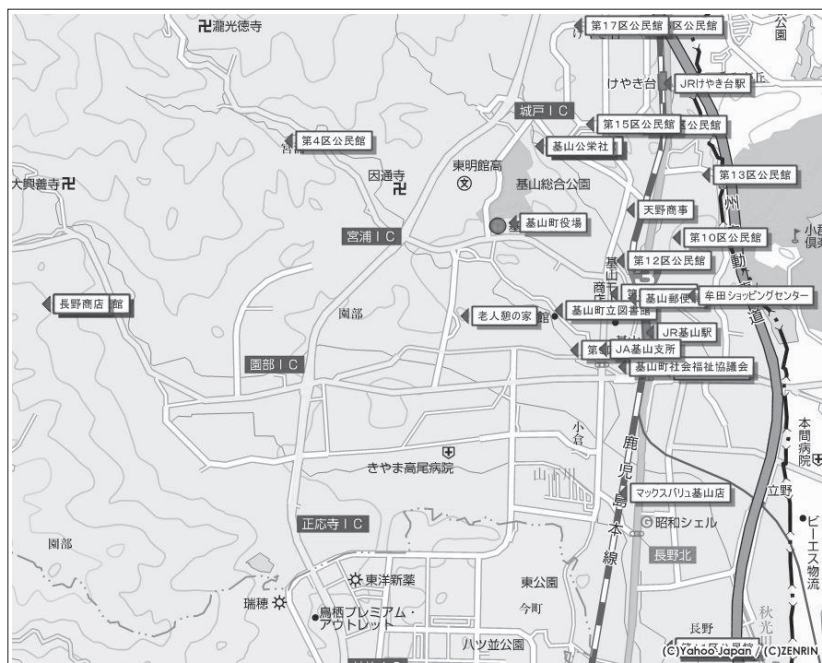 瀧光徳寺
第17区公民館
区公民館
公園
けやき台
JRけやき台駅
城戸IC
第15区公民館
区公民館
第4区公民館
基山公栄社
東明館高
因通寺
基山総合公園
第13区公民館
大興善寺
天野商事
基山町役場
宮浦IC
第10区公民館
第12区公民館
長野商店
館
園部
老人憩の家
館
基山町立図書館
基山郵便
牟田ショッピングセンター
JR基山駅
JA基山支所
園部IC
基山町社会福祉協議会
小倉
きやま高尾病院
山下川
鹿児島本線
本間病院
マックスバリュ基山店
立野
正応寺IC
昭和シェル
園部
長野北
ビーエス物流
東洋新薬
東公園
瑞穂
今町
鳥栖プレミアム・
アウトレット
八ツ並公園
長野
秋光川
区公民館
(C)Yahoo Japan / (C)ZENRIN